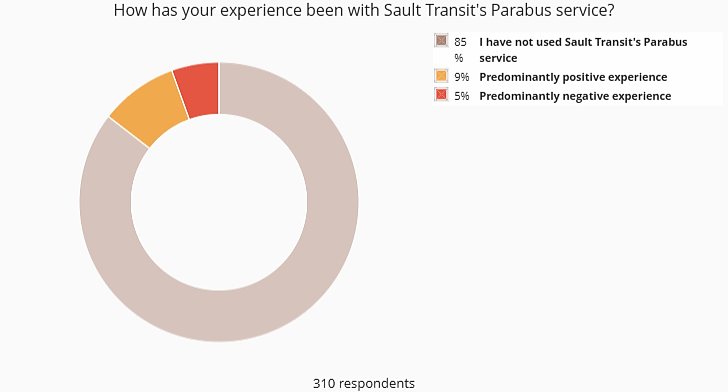 How has your experience been with Sault Transit's Parabus service?
85 % I have not used Sault Transit's Parabus
service
9% Predominantly positive experience
5% Predominantly negative experience
310 respondents